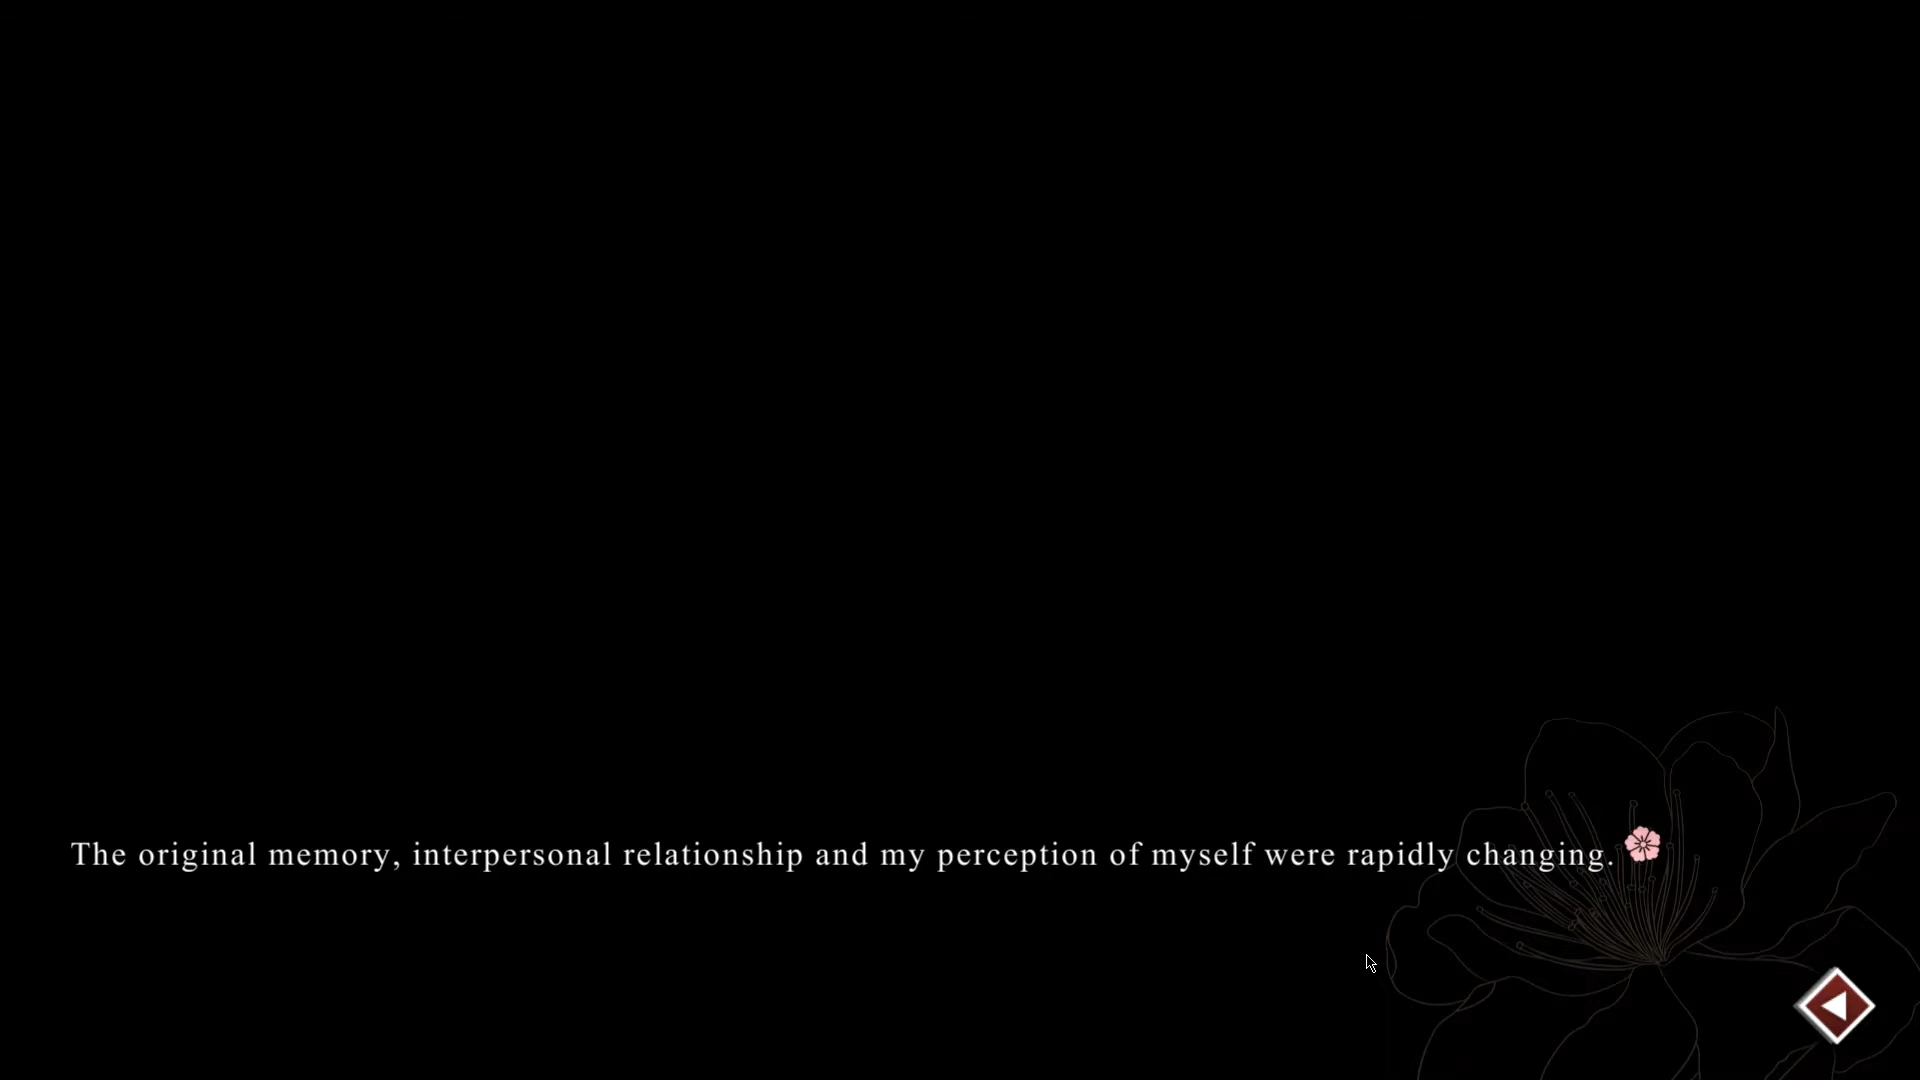 The original memory, interpersonal relationship and my perception of myself were rapidly changing.